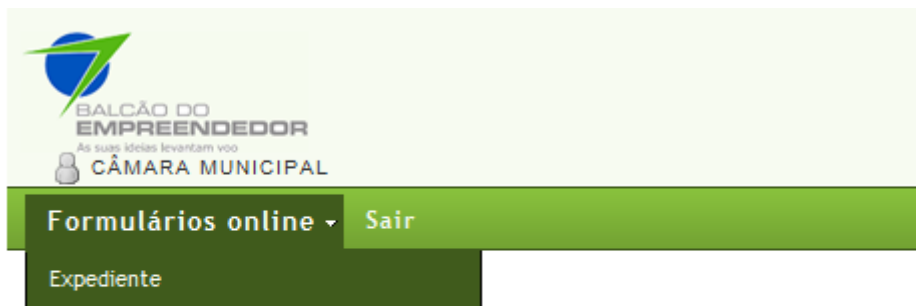 BALCÃO DO
EMPREENDEDOR
As suas ideias levantam voo
CÂMARA MUNICIPAL
Formulários online Sair
Expediente